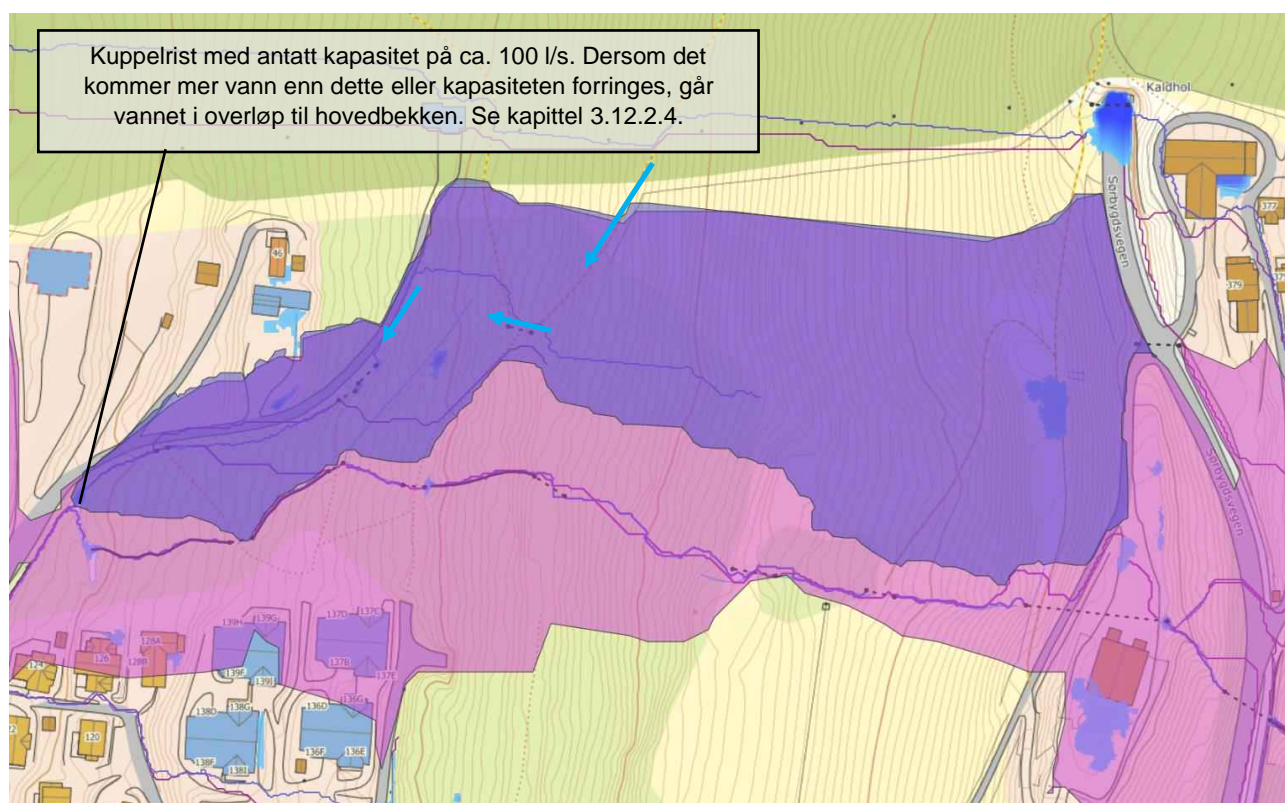 Kuppelrist med antatt kapasitet på ca. 100 l/s. Dersom det
kommer mer vann enn dette eller kapasiteten forringes, går
vannet i overløp til hovedbekken. Se kapittel 3.12.2.4.
Kaldhol
Sørbygdsvegen
377
379
46
Sørbygdsvegen
139H
139G
137D
137C
128A
126
128B
137B
124
139F
139J
137E
138G
136G
138D
136D
120
138F
138I
136F
136E